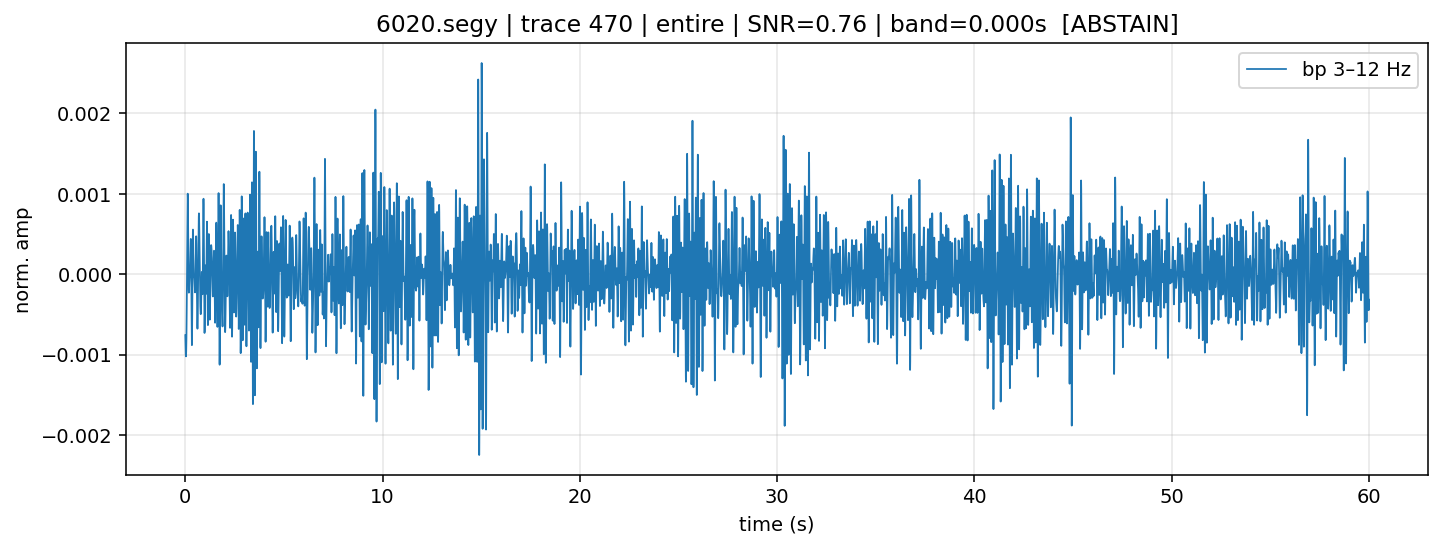 6020.segy | trace 470 | entire | SNR=0.76 | band=0.000s [ABSTAIN]
bp 3–12 Hz
norm. amp
0.002
0.001
0.000
−0.001
−0.002
0 10 20 30 40 50 60
time (s)